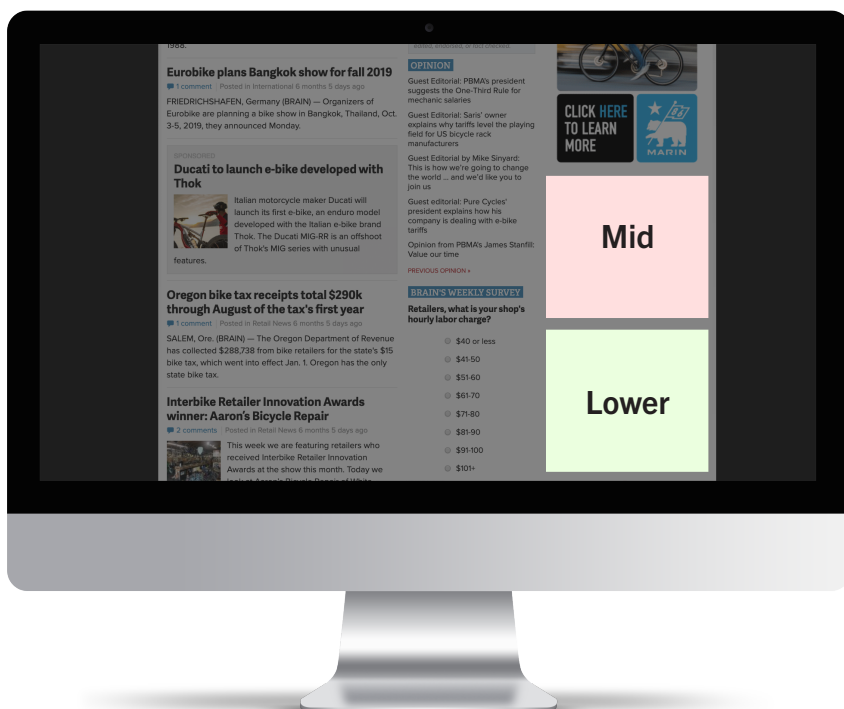 1988.
Eurobike plans Bangkok show for fall 2019
1 comment | Posted in International 6 months 5 days ago
FRIEDRICHSHAFEN, Germany (BRAIN) — Organizers of
Eurobike are planning a bike show in Bangkok, Thailand, Oct.
3-5, 2019, they announced Monday.
SPONSORED
Ducati to launch e-bike developed with
Thok
Italian motorcycle maker Ducati will
launch its first e-bike, an enduro model
developed with the Italian e-bike brand
Thok. The Ducati MIG-RR is an offshoot
of Thok's MIG series with unusual
features.
Oregon bike tax receipts total $290k
through August of the tax's first year
1 comment | Posted in Retail News 6 months 5 days ago
SALEM, Ore. (BRAIN) — The Oregon Department of Revenue
has collected $288,738 from bike retailers for the state's $15
bike tax, which went into effect Jan. 1. Oregon has the only
state bike tax.
Interbike Retailer Innovation Awards
winner: Aaron's Bicycle Repair
2 comments | Posted in Retail News 6 months 5 days ago
This week we are featuring retailers who
received Interbike Retailer Innovation
Awards at the show this month. Today we
look at Aaron's Bicycle Repair of White
edited, endorsed, or fact checked.
OPINION
Guest Editorial: PBMA's president
suggests the One-Third Rule for
mechanic salaries
Guest Editorial: Saris' owner
explains why tariffs level the playing
field for US bicycle rack
manufacturers
Guest Editorial by Mike Sinyard:
This is how we're going to change
the world ... and we'd like you to
join us
Guest editorial: Pure Cycles'
president explains how his
company is dealing with e-bike
tariffs
Opinion from PBMA's James Stanfill:
Value our time
PREVIOUS OPINION »
BRAIN'S WEEKLY SURVEY
Retailers, what is your shop's
hourly labor charge?
$40 or less
$41-50
$51-60
$61-70
$71-80
$81-90
$91-100
$101+
CLICK HERE
TO LEARN
MORE
MARIN
Mid
Lower